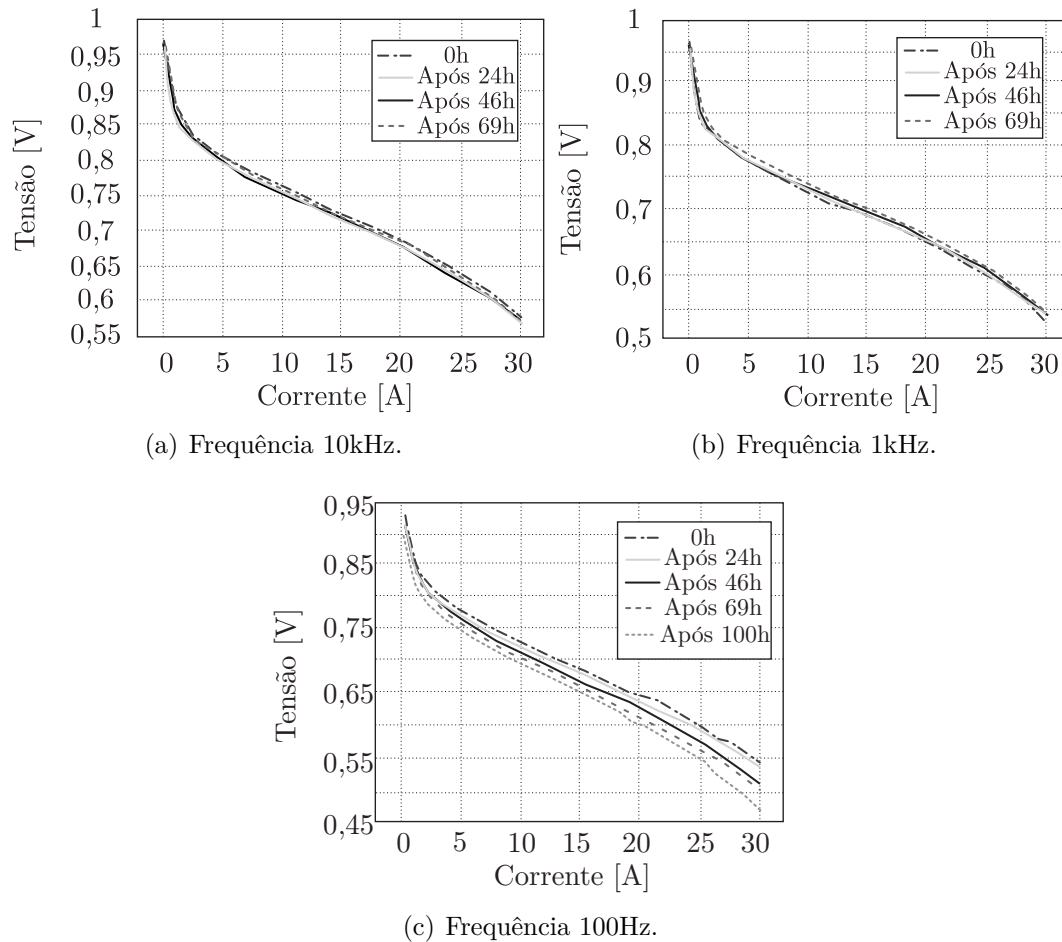 1
0,95
0,9
0,85
0,8
0,75
0,7
0,65
0,6
0,55
Tensão [V]
0h
Após 24h
Após 46h
Após 69h
0 5 10 15 20 25 30
Corrente [A]
(a) Frequência 10kHz.
1
0,9
0,8
0,7
0,6
0,5
Tensão [V]
0h
Após 24h
Após 46h
Após 69h
0 5 10 15 20 25 30
Corrente [A]
(b) Frequência 1kHz.
0,95
0,85
0,75
0,65
0,55
0,45
Tensão [V]
0h
Após 24h
Após 46h
Após 69h
Após 100h
0 5 10 15 20 25 30
Corrente [A]
(c) Frequência 100Hz.